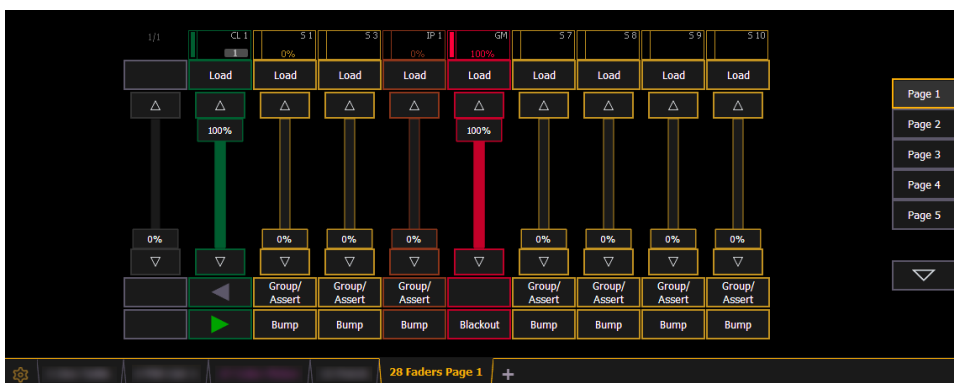 1/1 CL 1 S 1 S 3 IP 1 GM S 7 S 8 S 9 S 10
1 0% 0% 100%
Load Load Load Load Load Load Load Load Load
100% 100%
0% 0% 0% 0% 0% 0% 0% 0%
Group/ Group/ Group/ Group/ Group/ Group/ Group/
Assert Assert Assert Assert Assert Assert Assert
Bump Bump Bump Blackout Bump Bump Bump Bump
Page 1
Page 2
Page 3
Page 4
Page 5
28 Faders Page 1 +